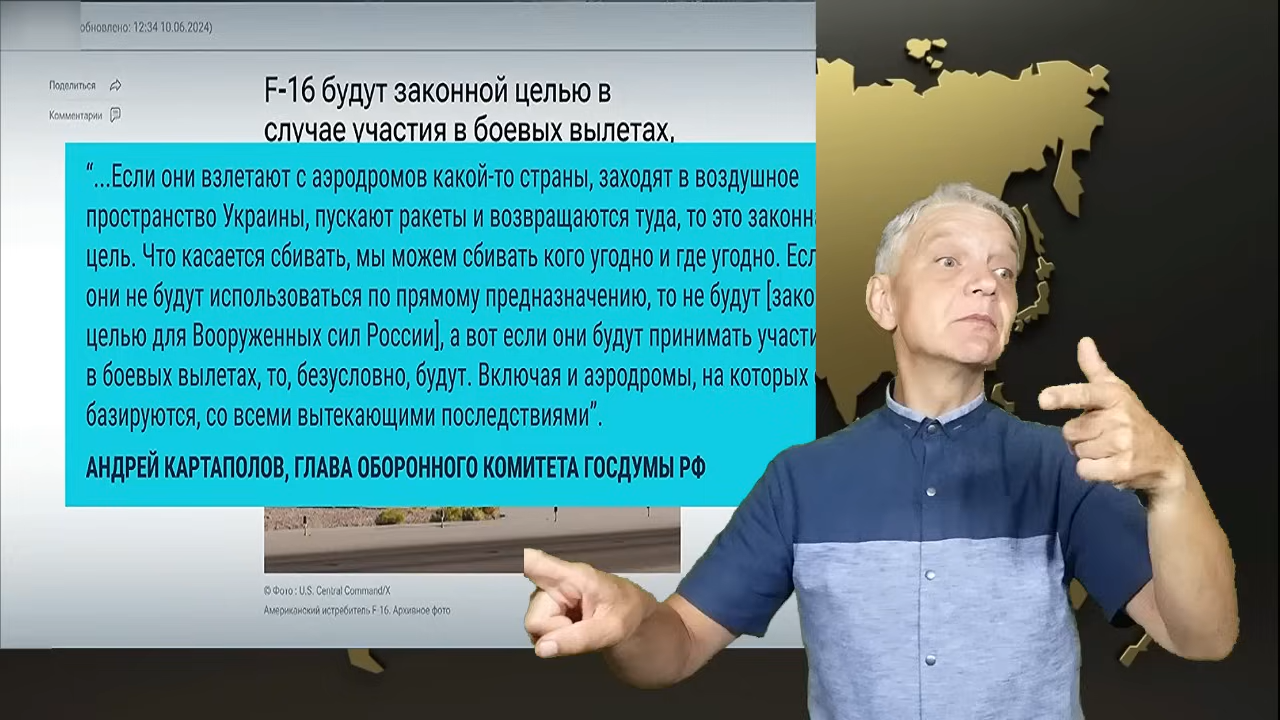 обновлено: 12:34 10.06.2024)
Поделиться
Комментарии
F-16 будут законной целью в
случае участия в боевых вылетах,
“...Если они взлетают с аэродромов какой-то страны, заходят в воздушное
пространство Украины, пускают ракеты и возвращаются туда, то это законн
цель. Что касается сбивать, мы можем сбивать кого угодно и где угодно. Есл
они не будут использоваться по прямому предназначению, то не будут [зако
целью для Вооруженных сил России], а вот если они будут принимать участи
в боевых вылетах, то, безусловно, будут. Включая и аэродромы, на которых
базируются, со всеми вытекающими последствиями”.
АНДРЕЙ КАРТАПОЛОВ, ГЛАВА ОБОРОННОГО КОМИТЕТА ГОСДУМЫ РФ
© Фото : U.S. Central Command/X
Американский истребитель F 16. Архивное фото